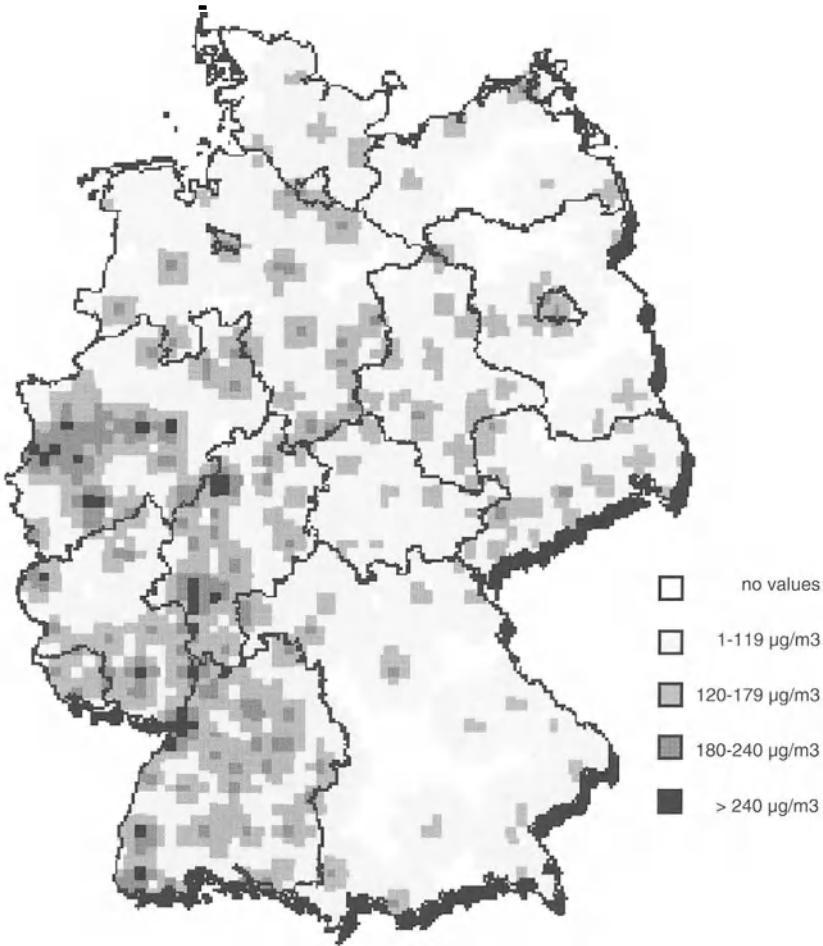 no values
1-119 µg/m3
120-179 µg/m3
180-240 µg/m3
> 240 µg/m3